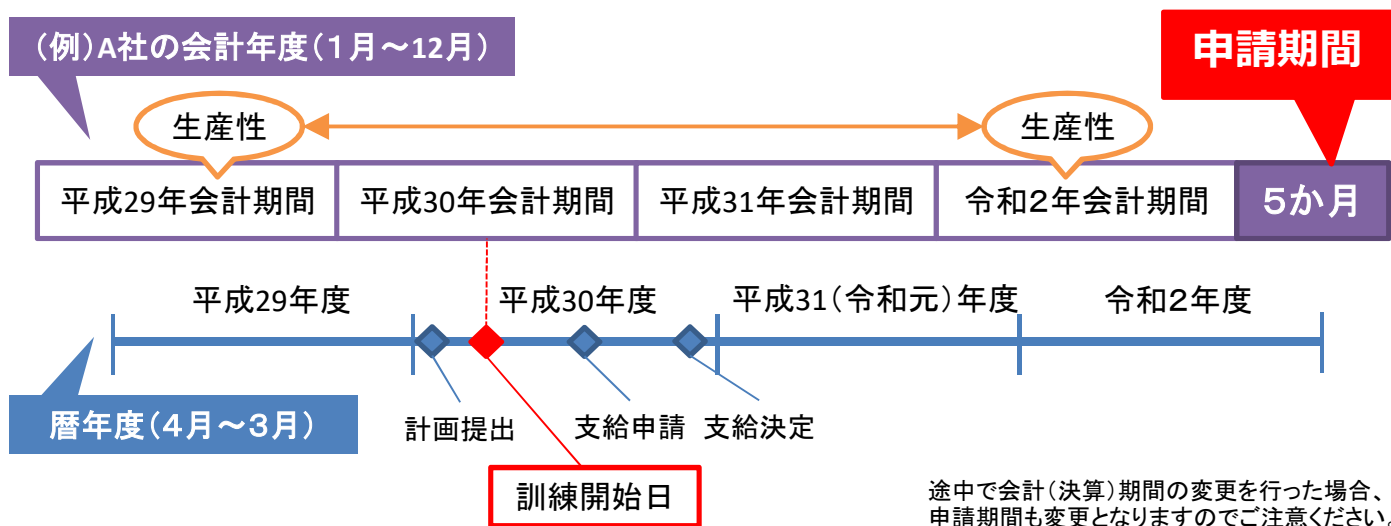 （例）A社の会計年度（１月～12月）
申請期間
生産性
生産性
平成29年会計期間
平成30年会計期間
平成31年会計期間
令和２年会計期間
５か月
平成29年度
平成30年度
平成31（令和元）年度
令和２年度
暦年度（４月～３月）
計画提出
支給申請
支給決定
訓練開始日
途中で会計（決算）期間の変更を行った場合、
申請期間も変更となりますのでご注意ください。